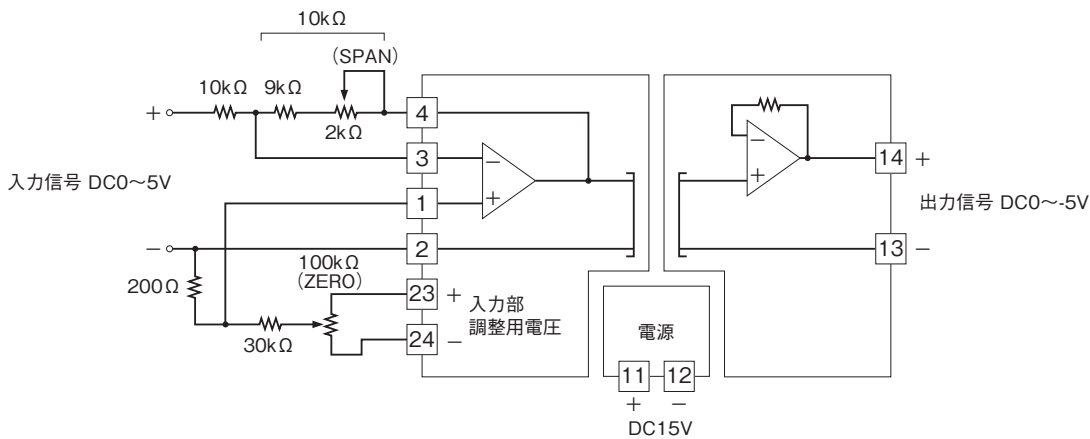 10kΩ
(SPAN)
10kΩ
9kΩ
2kΩ
+
4
3
1
2
−
+
−
+
14
+
入力信号 DC0〜5V
出力信号 DC0〜-5V
−
13
−
200Ω
100kΩ
(ZERO)
23
+
入力部
調整用電圧
24
−
30kΩ
電源
11
12
+
−
DC15V